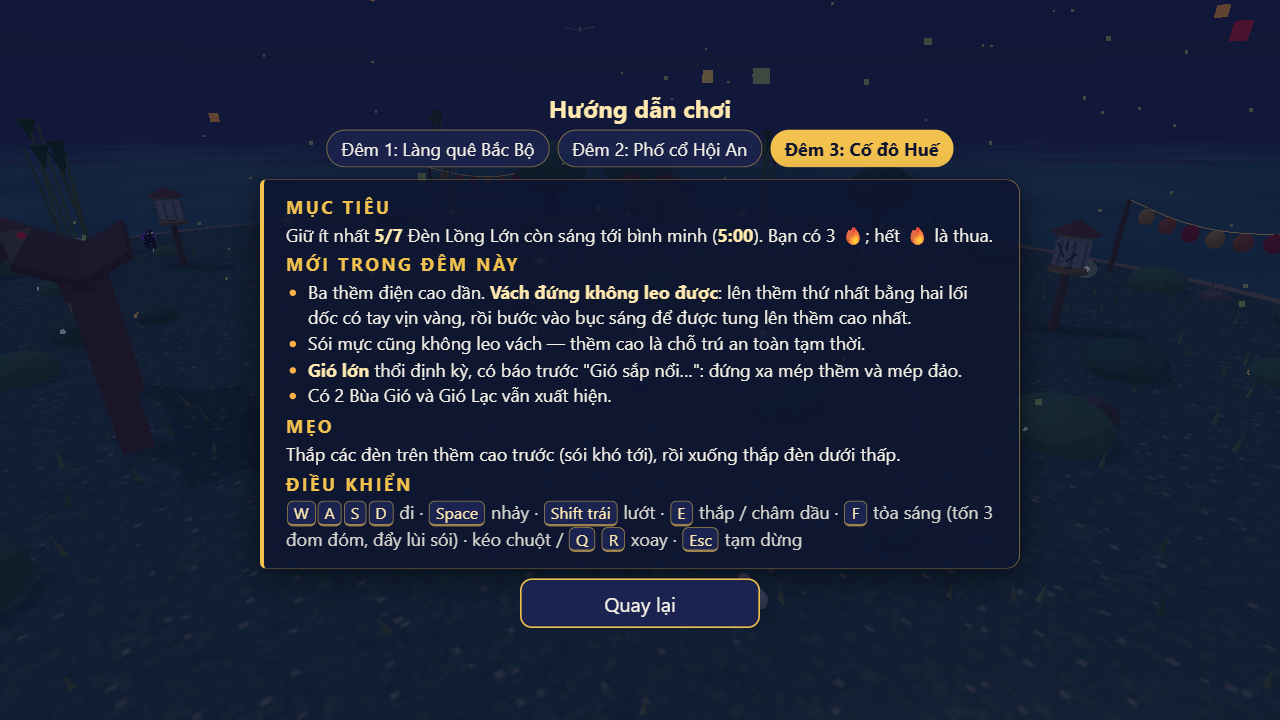 Hướng dẫn chơi
Đêm 1: Làng quê Bắc Bộ
Đêm 2: Phố cổ Hội An
Đêm 3: Cố đô Huế
MỤC TIÊU
Giữ ít nhất 5/7 Đèn Lồng Lớn còn sáng tới bình minh (5:00). Bạn có 3 🔥; hết 🔥 là thua.
MỚI TRONG ĐÊM NÀY
• Ba thềm điện cao dần. Vách đứng không leo được: lên thềm thứ nhất bằng hai lối
dốc có tay vịn vàng, rồi bước vào bục sáng để được tung lên thềm cao nhất.
• Sói mực cũng không leo vách — thềm cao là chỗ trú an toàn tạm thời.
• Gió lớn thổi định kỳ, có báo trước "Gió sắp nổi...": đứng xa mép thềm và mép đảo.
• Có 2 Bùa Gió và Gió Lạc vẫn xuất hiện.
MẸO
Thắp các đèn trên thềm cao trước (sói khó tới), rồi xuống thắp đèn dưới thấp.
ĐIỀU KHIỂN
W A S D đi · Space nhảy · Shift trái lướt · E thắp / châm dầu · F tỏa sáng (tốn 3
đom đóm, đẩy lùi sói) · kéo chuột / Q R xoay · Esc tạm dừng
Quay lại